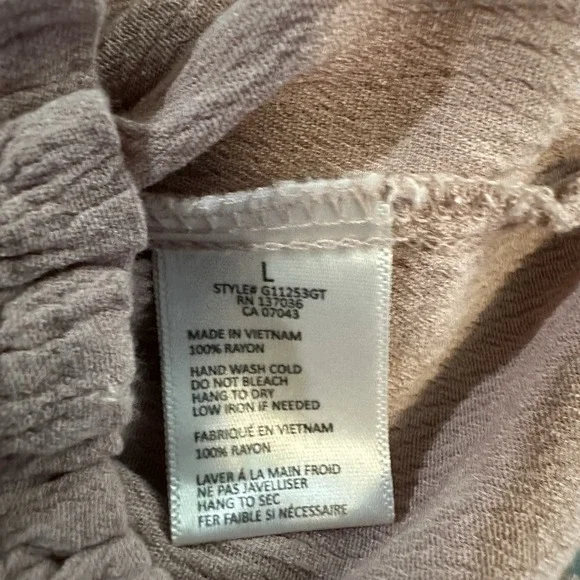 L
STYLE# G11253GT
RN 137036
CA 07043
MADE IN VIETNAM
100% RAYON
HAND WASH COLD
DO NOT BLEACH
HANG TO DRY
LOW IRON IF NEEDED
FABRIQUÉ EN VIETNAM
100% RAYON
LAVER Á LA MAIN FROID
NE PAS JAVELLISER
HANG TO SEC
FER FAIBLE SI NÉCESSAIRE